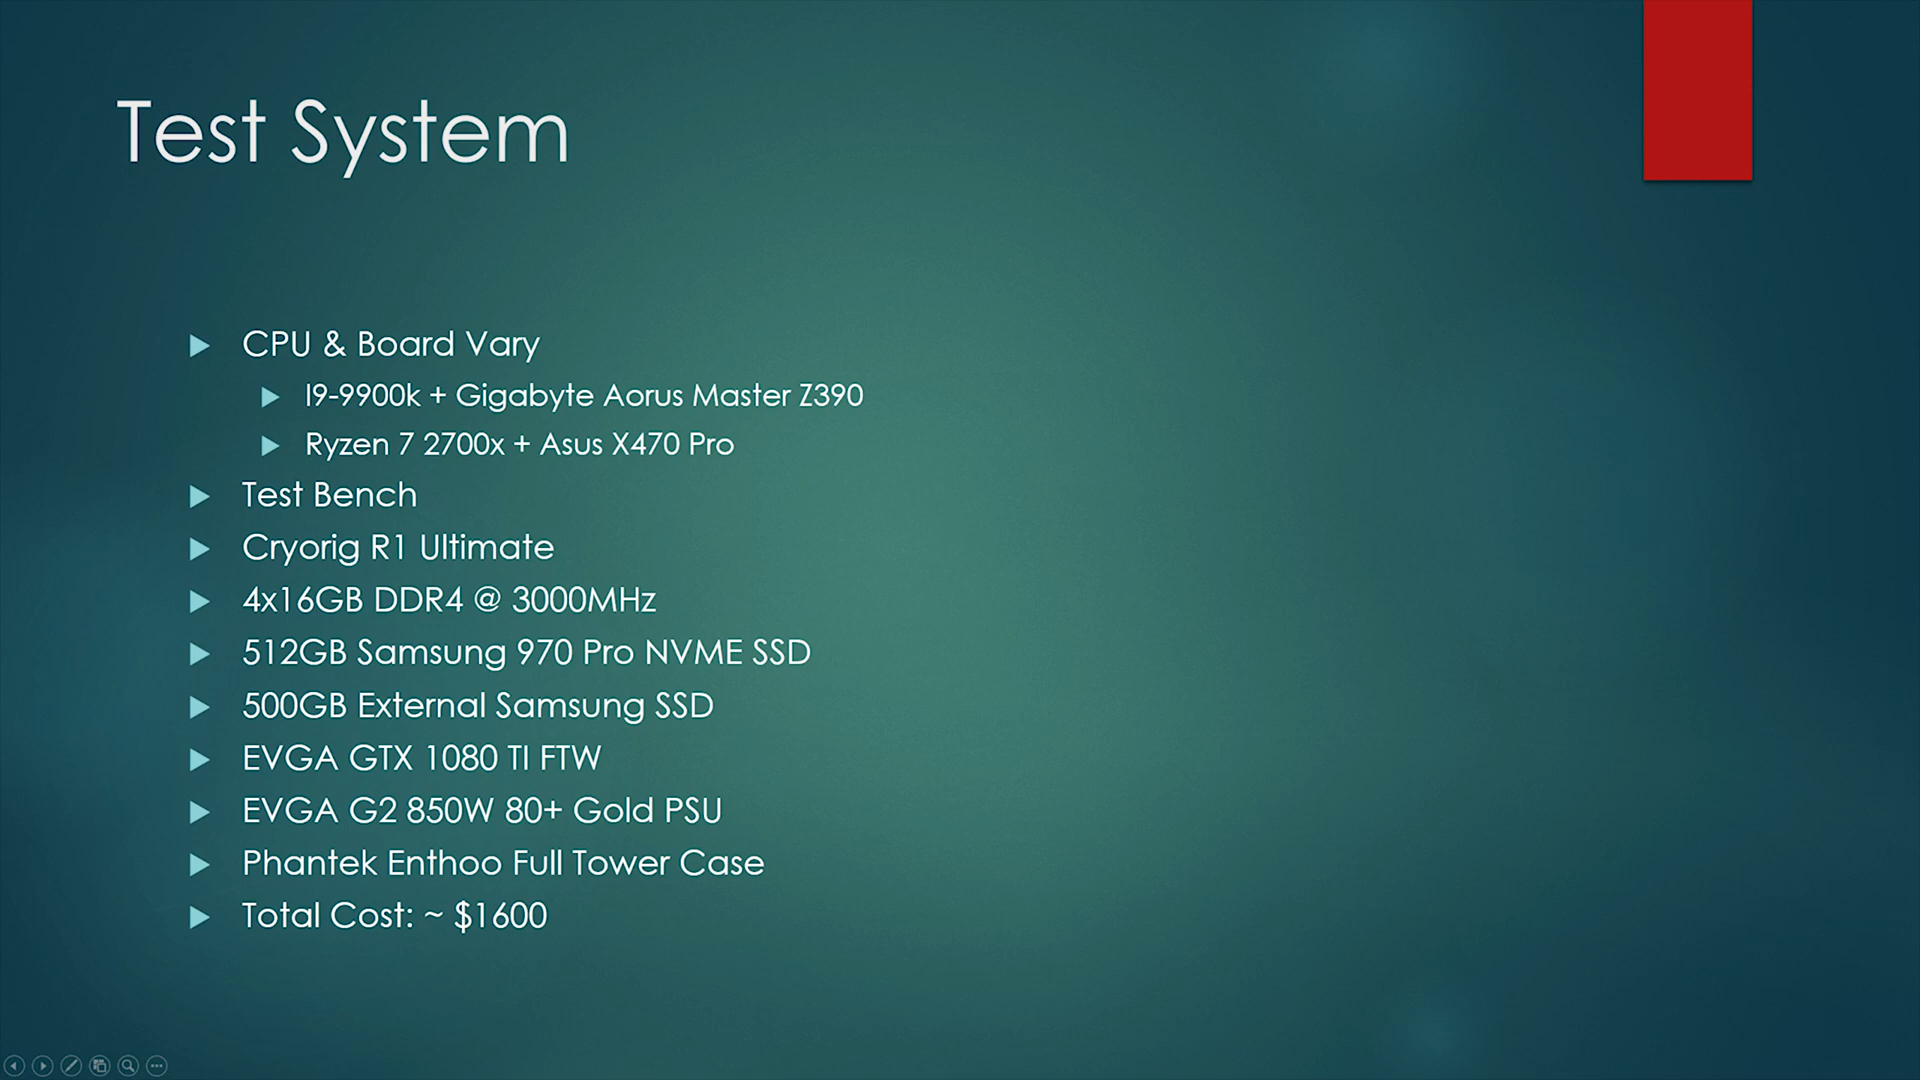 Test System
CPU & Board Vary
I9-9900k + Gigabyte Aorus Master Z390
Ryzen 7 2700x + Asus X470 Pro
Test Bench
Cryorig R1 Ultimate
4x16GB DDR4 @ 3000MHz
512GB Samsung 970 Pro NVME SSD
500GB External Samsung SSD
EVGA GTX 1080 TI FTW
EVGA G2 850W 80+ Gold PSU
Phantek Enthoo Full Tower Case
Total Cost: ~ $1600